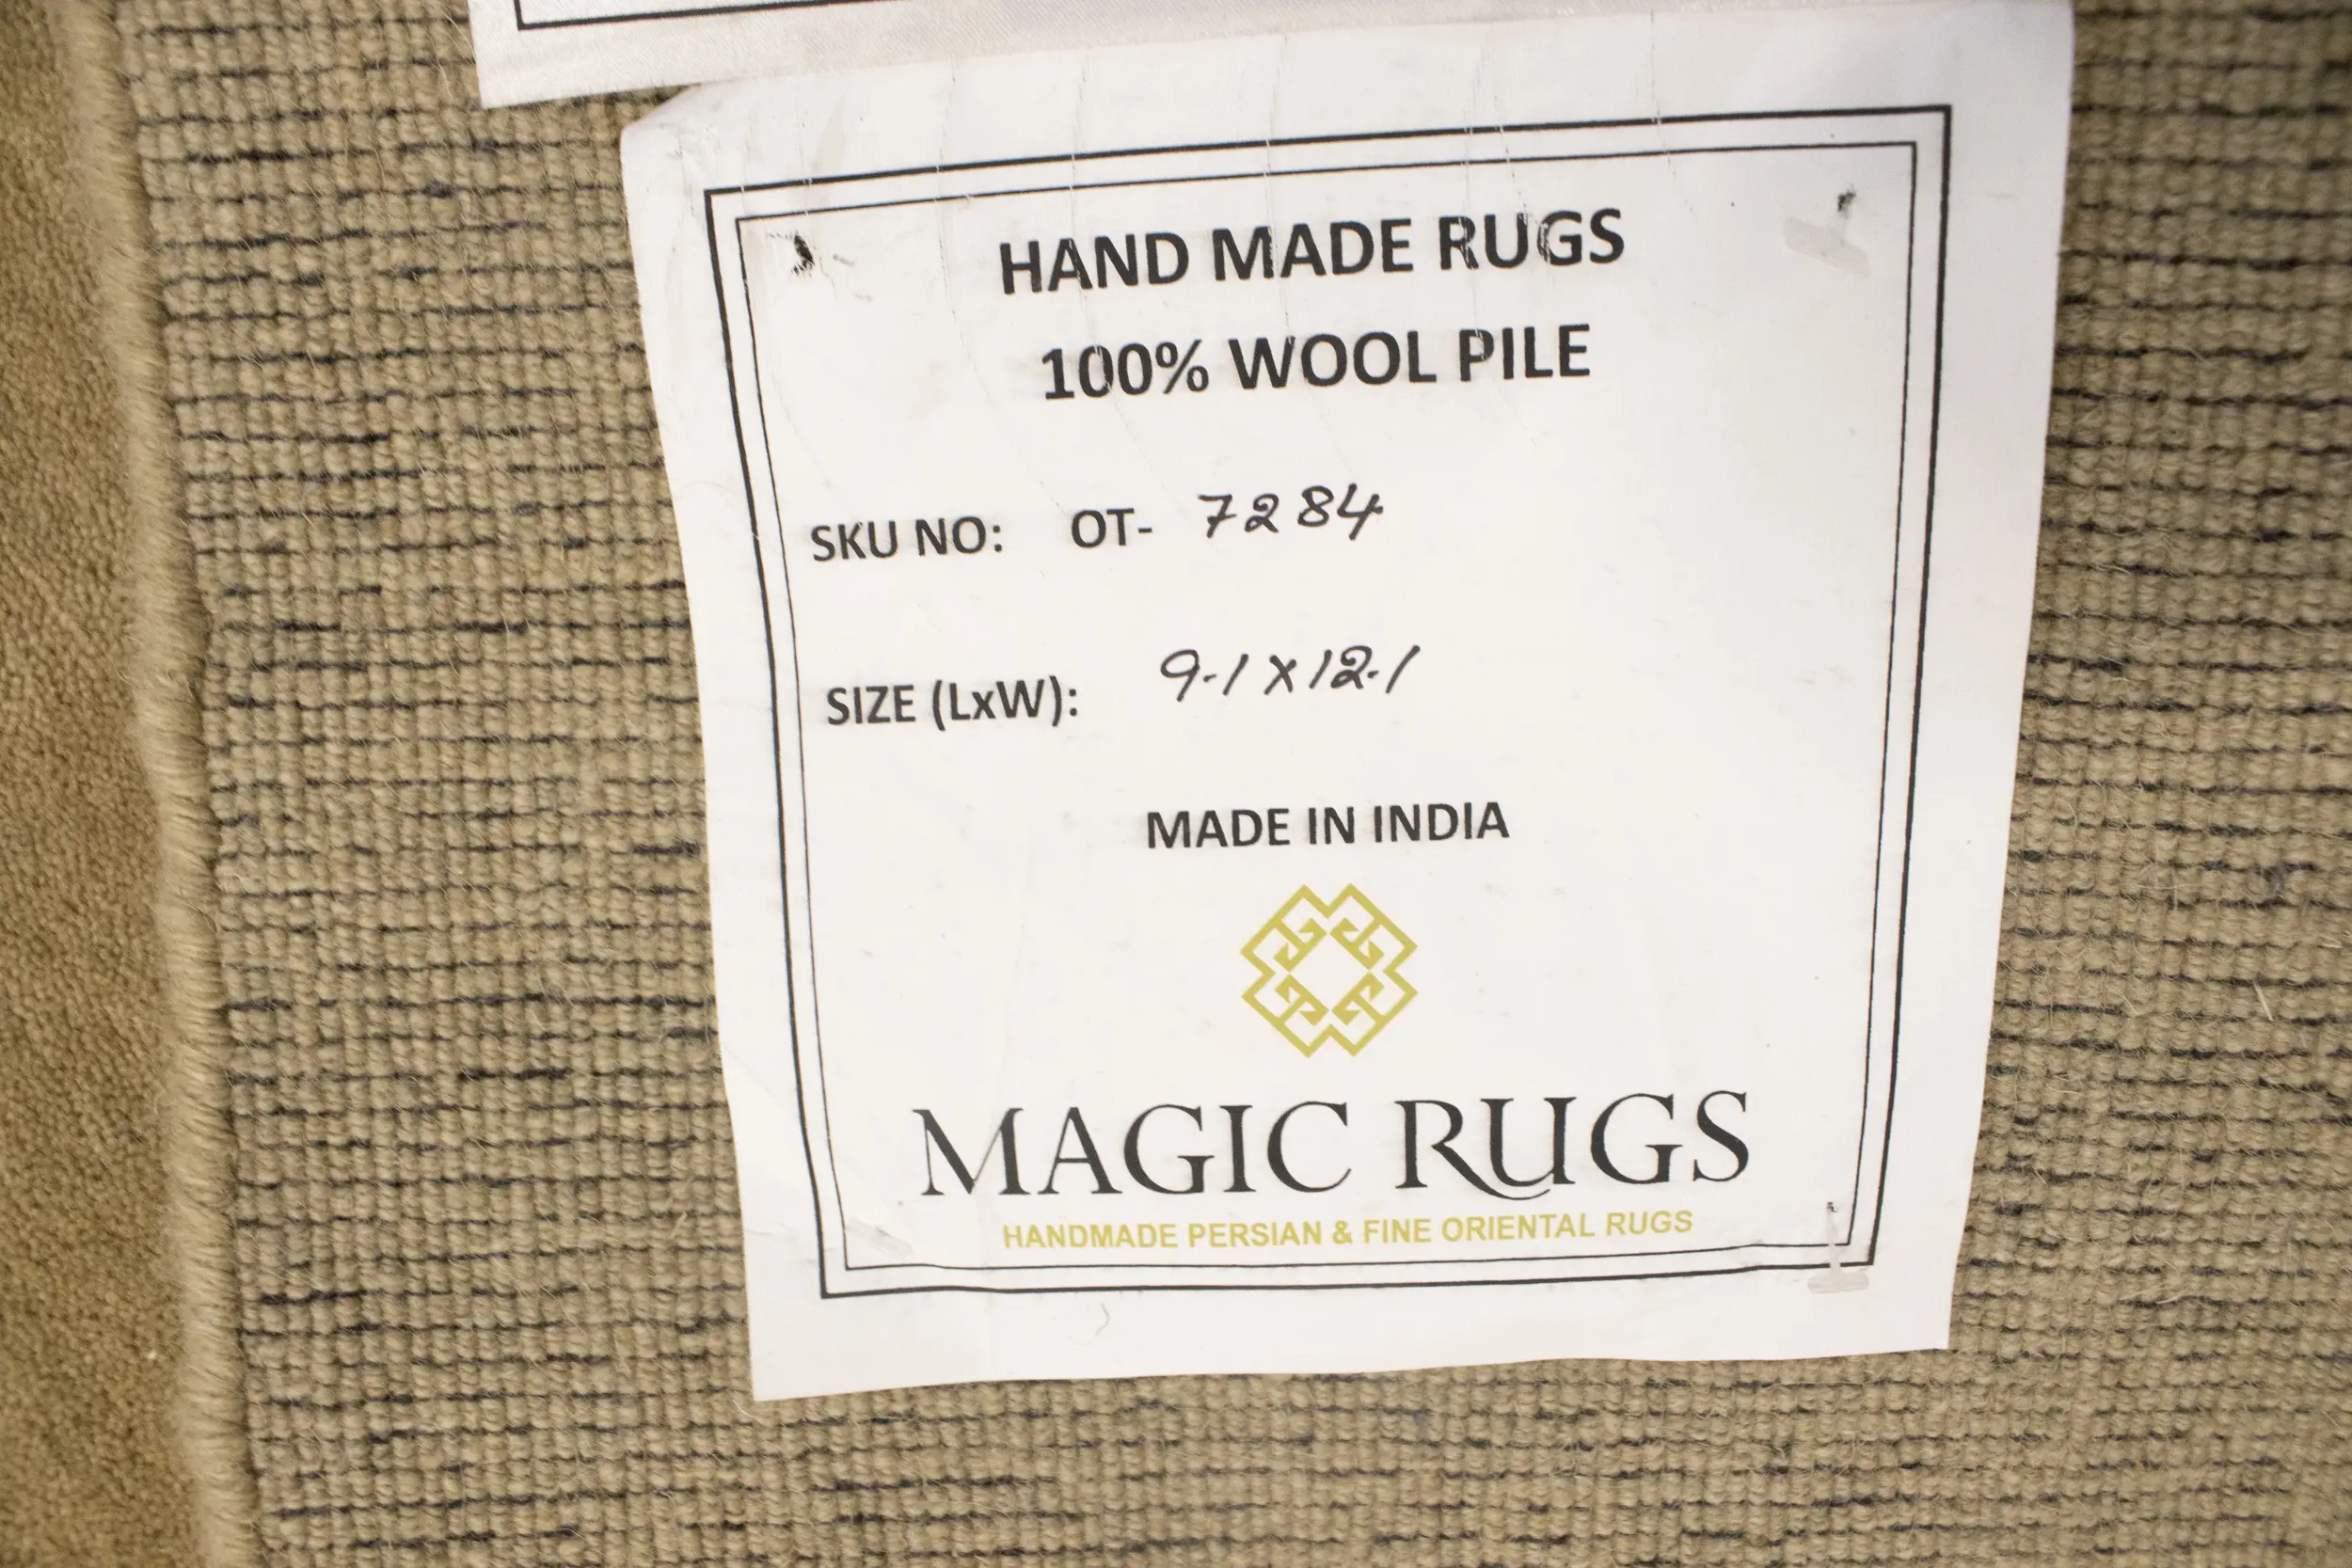 HAND MADE RUGS
100% WOOL PILE
SKU NO: OT- 7284
SIZE (LxW): 9.1 x 12.1
MADE IN INDIA
MAGIC RUGS
HANDMADE PERSIAN & FINE ORIENTAL RUGS